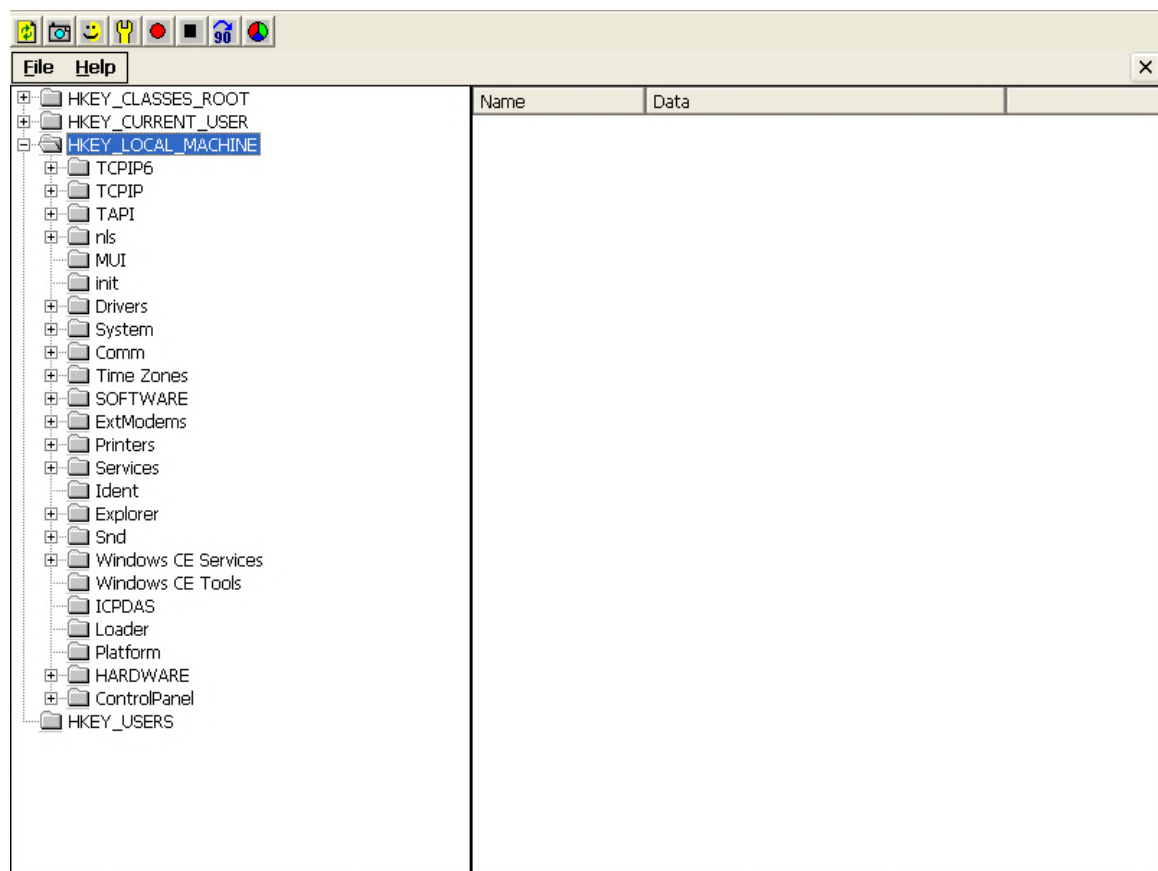 90
File Help
HKEY_CLASSES_ROOT
Name Data
HKEY_CURRENT_USER
HKEY_LOCAL_MACHINE
TCPIP6
TCPIP
TAPI
nls
MUI
init
Drivers
System
Comm
Time Zones
SOFTWARE
ExtModems
Printers
Services
Ident
Explorer
Snd
Windows CE Services
Windows CE Tools
ICPDAS
Loader
Platform
HARDWARE
ControlPanel
HKEY_USERS